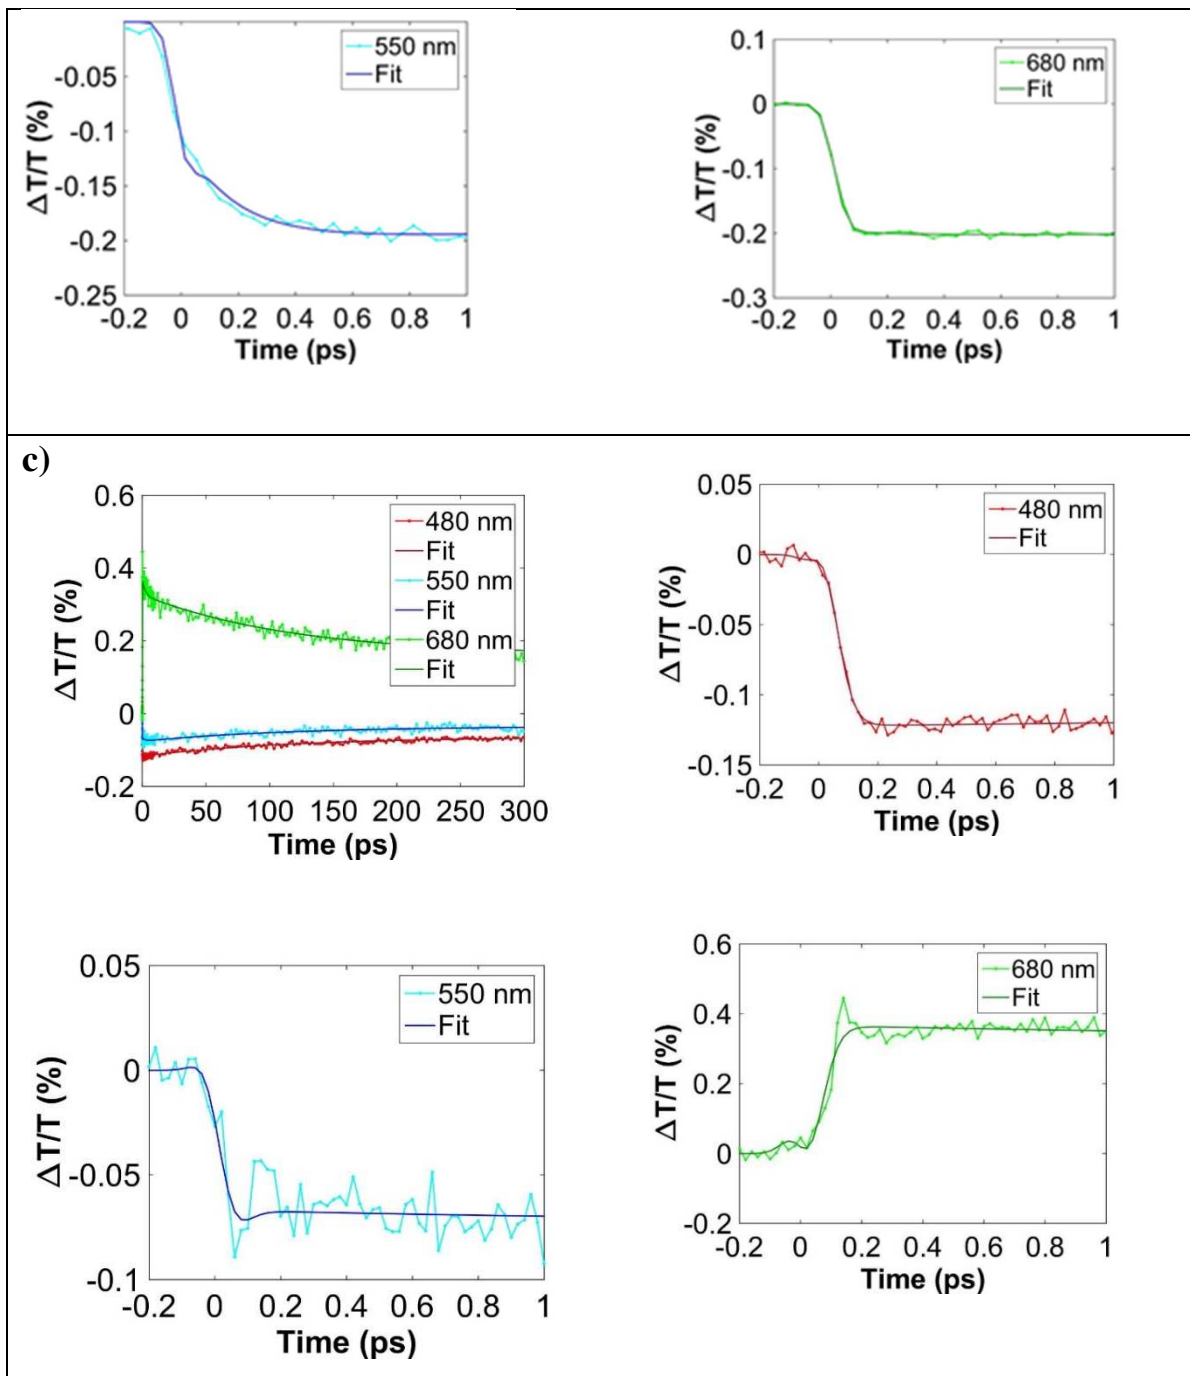 550 nm
Fit
-0.05
-0.1
-0.15
-0.2
-0.25
ΔT/T (%)
-0.2 0 0.2 0.4 0.6 0.8 1
Time (ps)
680 nm
Fit
0.1
0
-0.1
-0.2
-0.3
ΔT/T (%)
-0.2 0 0.2 0.4 0.6 0.8 1
Time (ps)
c)
480 nm
Fit
550 nm
Fit
680 nm
Fit
0.6
0.4
0.2
0
-0.2
ΔT/T (%)
0 50 100 150 200 250 300
Time (ps)
480 nm
Fit
0.05
0
-0.05
-0.1
-0.15
ΔT/T (%)
-0.2 0 0.2 0.4 0.6 0.8 1
Time (ps)
550 nm
Fit
0.05
0
-0.05
-0.1
ΔT/T (%)
-0.2 0 0.2 0.4 0.6 0.8 1
Time (ps)
680 nm
Fit
0.6
0.4
0.2
0
-0.2
ΔT/T (%)
-0.2 0 0.2 0.4 0.6 0.8 1
Time (ps)